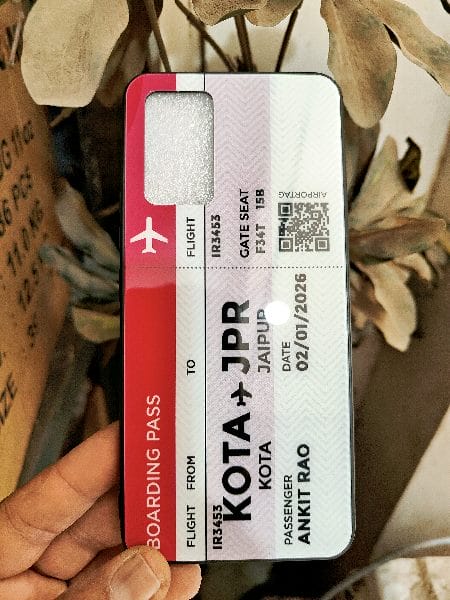 BOARDING PASS
FLIGHT FROM TO
IR3453
KOTA JPR
KOTA JAIPUR
PASSENGER DATE
ANKIT RAO 02/01/2026
FLIGHT
IR3453
GATE SEAT
F34T 15B
AIRPORTAG